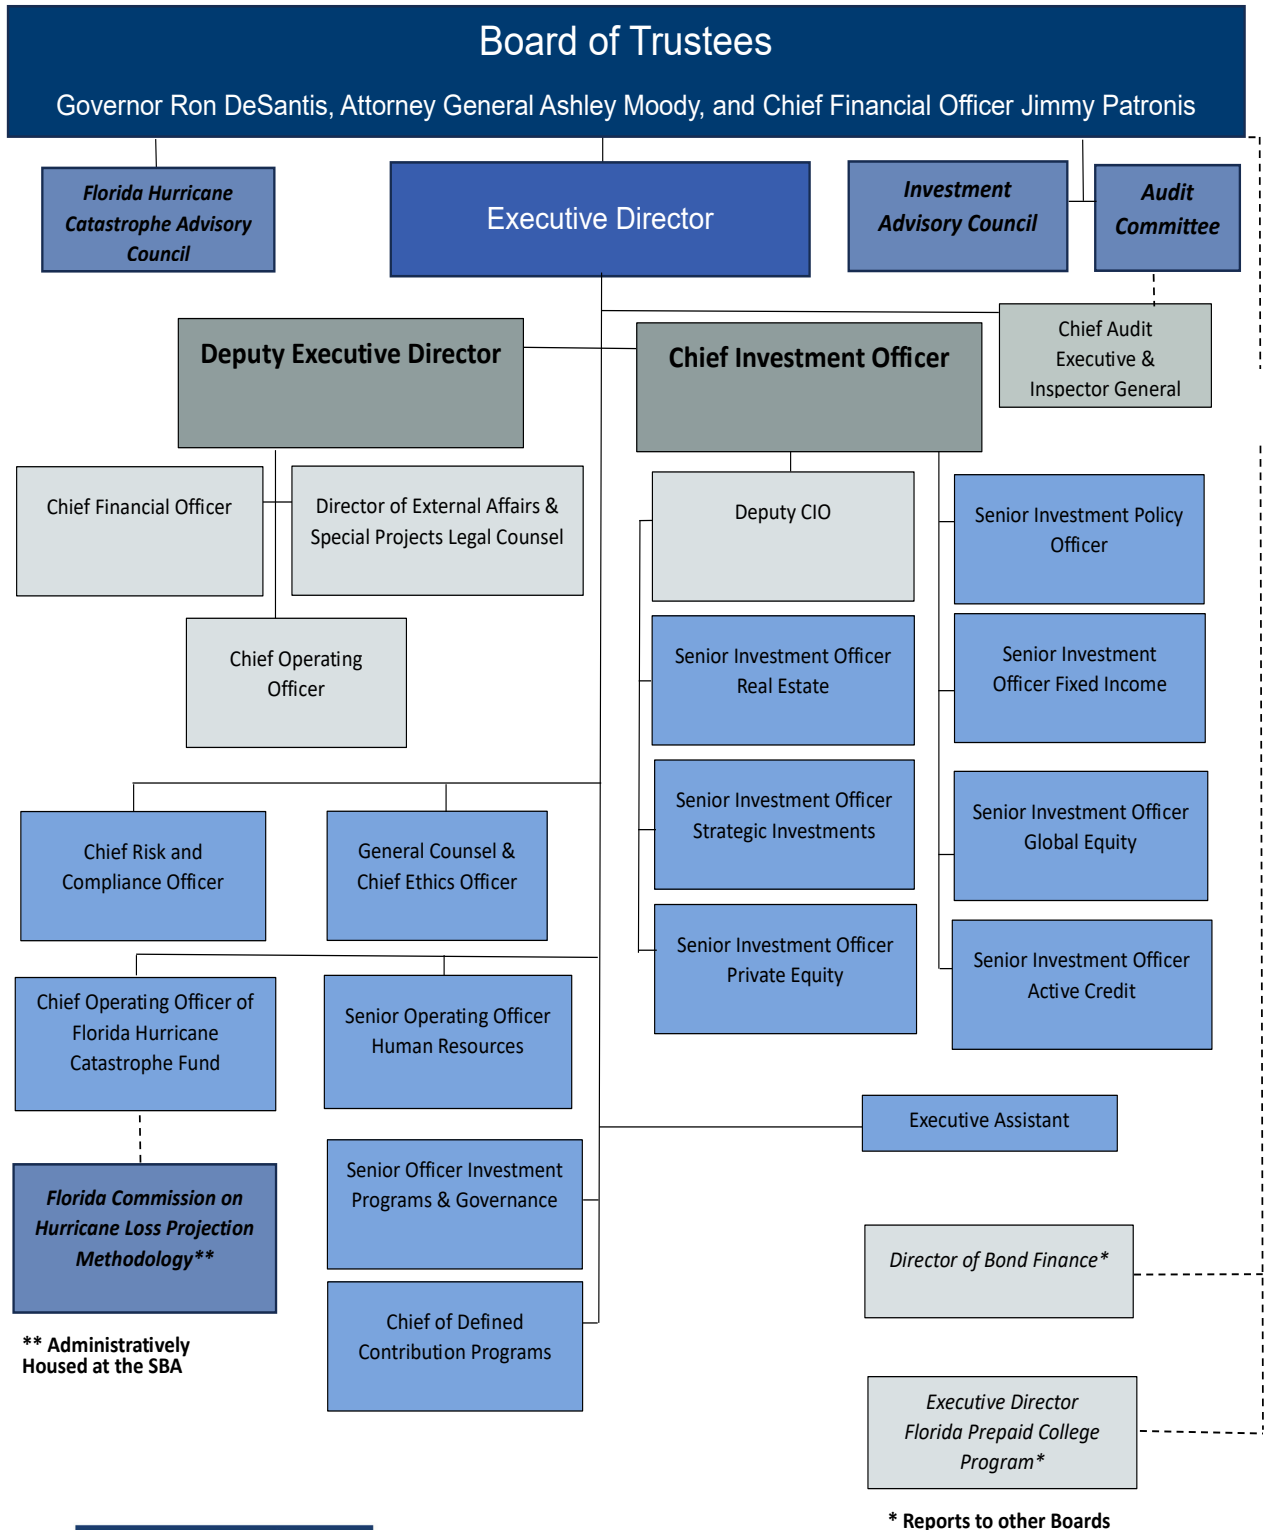 Board of Trustees
Governor Ron DeSantis, Attorney General Ashley Moody, and Chief Financial Officer Jimmy Patronis
Florida Hurricane
Catastrophe Advisory
Council
Executive Director
Investment
Advisory Council
Audit
Committee
Deputy Executive Director
Chief Investment Officer
Chief Audit
Executive &
Inspector General
Chief Financial Officer
Director of External Affairs &
Special Projects Legal Counsel
Chief Operating
Officer
Deputy CIO
Senior Investment Policy
Officer
Senior Investment Officer
Real Estate
Senior Investment
Officer Fixed Income
Senior Investment Officer
Strategic Investments
Senior Investment Officer
Global Equity
Senior Investment Officer
Private Equity
Senior Investment Officer
Active Credit
Chief Risk and
Compliance Officer
General Counsel &
Chief Ethics Officer
Chief Operating Officer of
Florida Hurricane
Catastrophe Fund
Senior Operating Officer
Human Resources
Executive Assistant
Florida Commission on
Hurricane Loss Projection
Methodology**
Senior Officer Investment
Programs & Governance
Director of Bond Finance*
** Administratively
Housed at the SBA
Chief of Defined
Contribution Programs
Executive Director
Florida Prepaid College
Program*
* Reports to other Boards